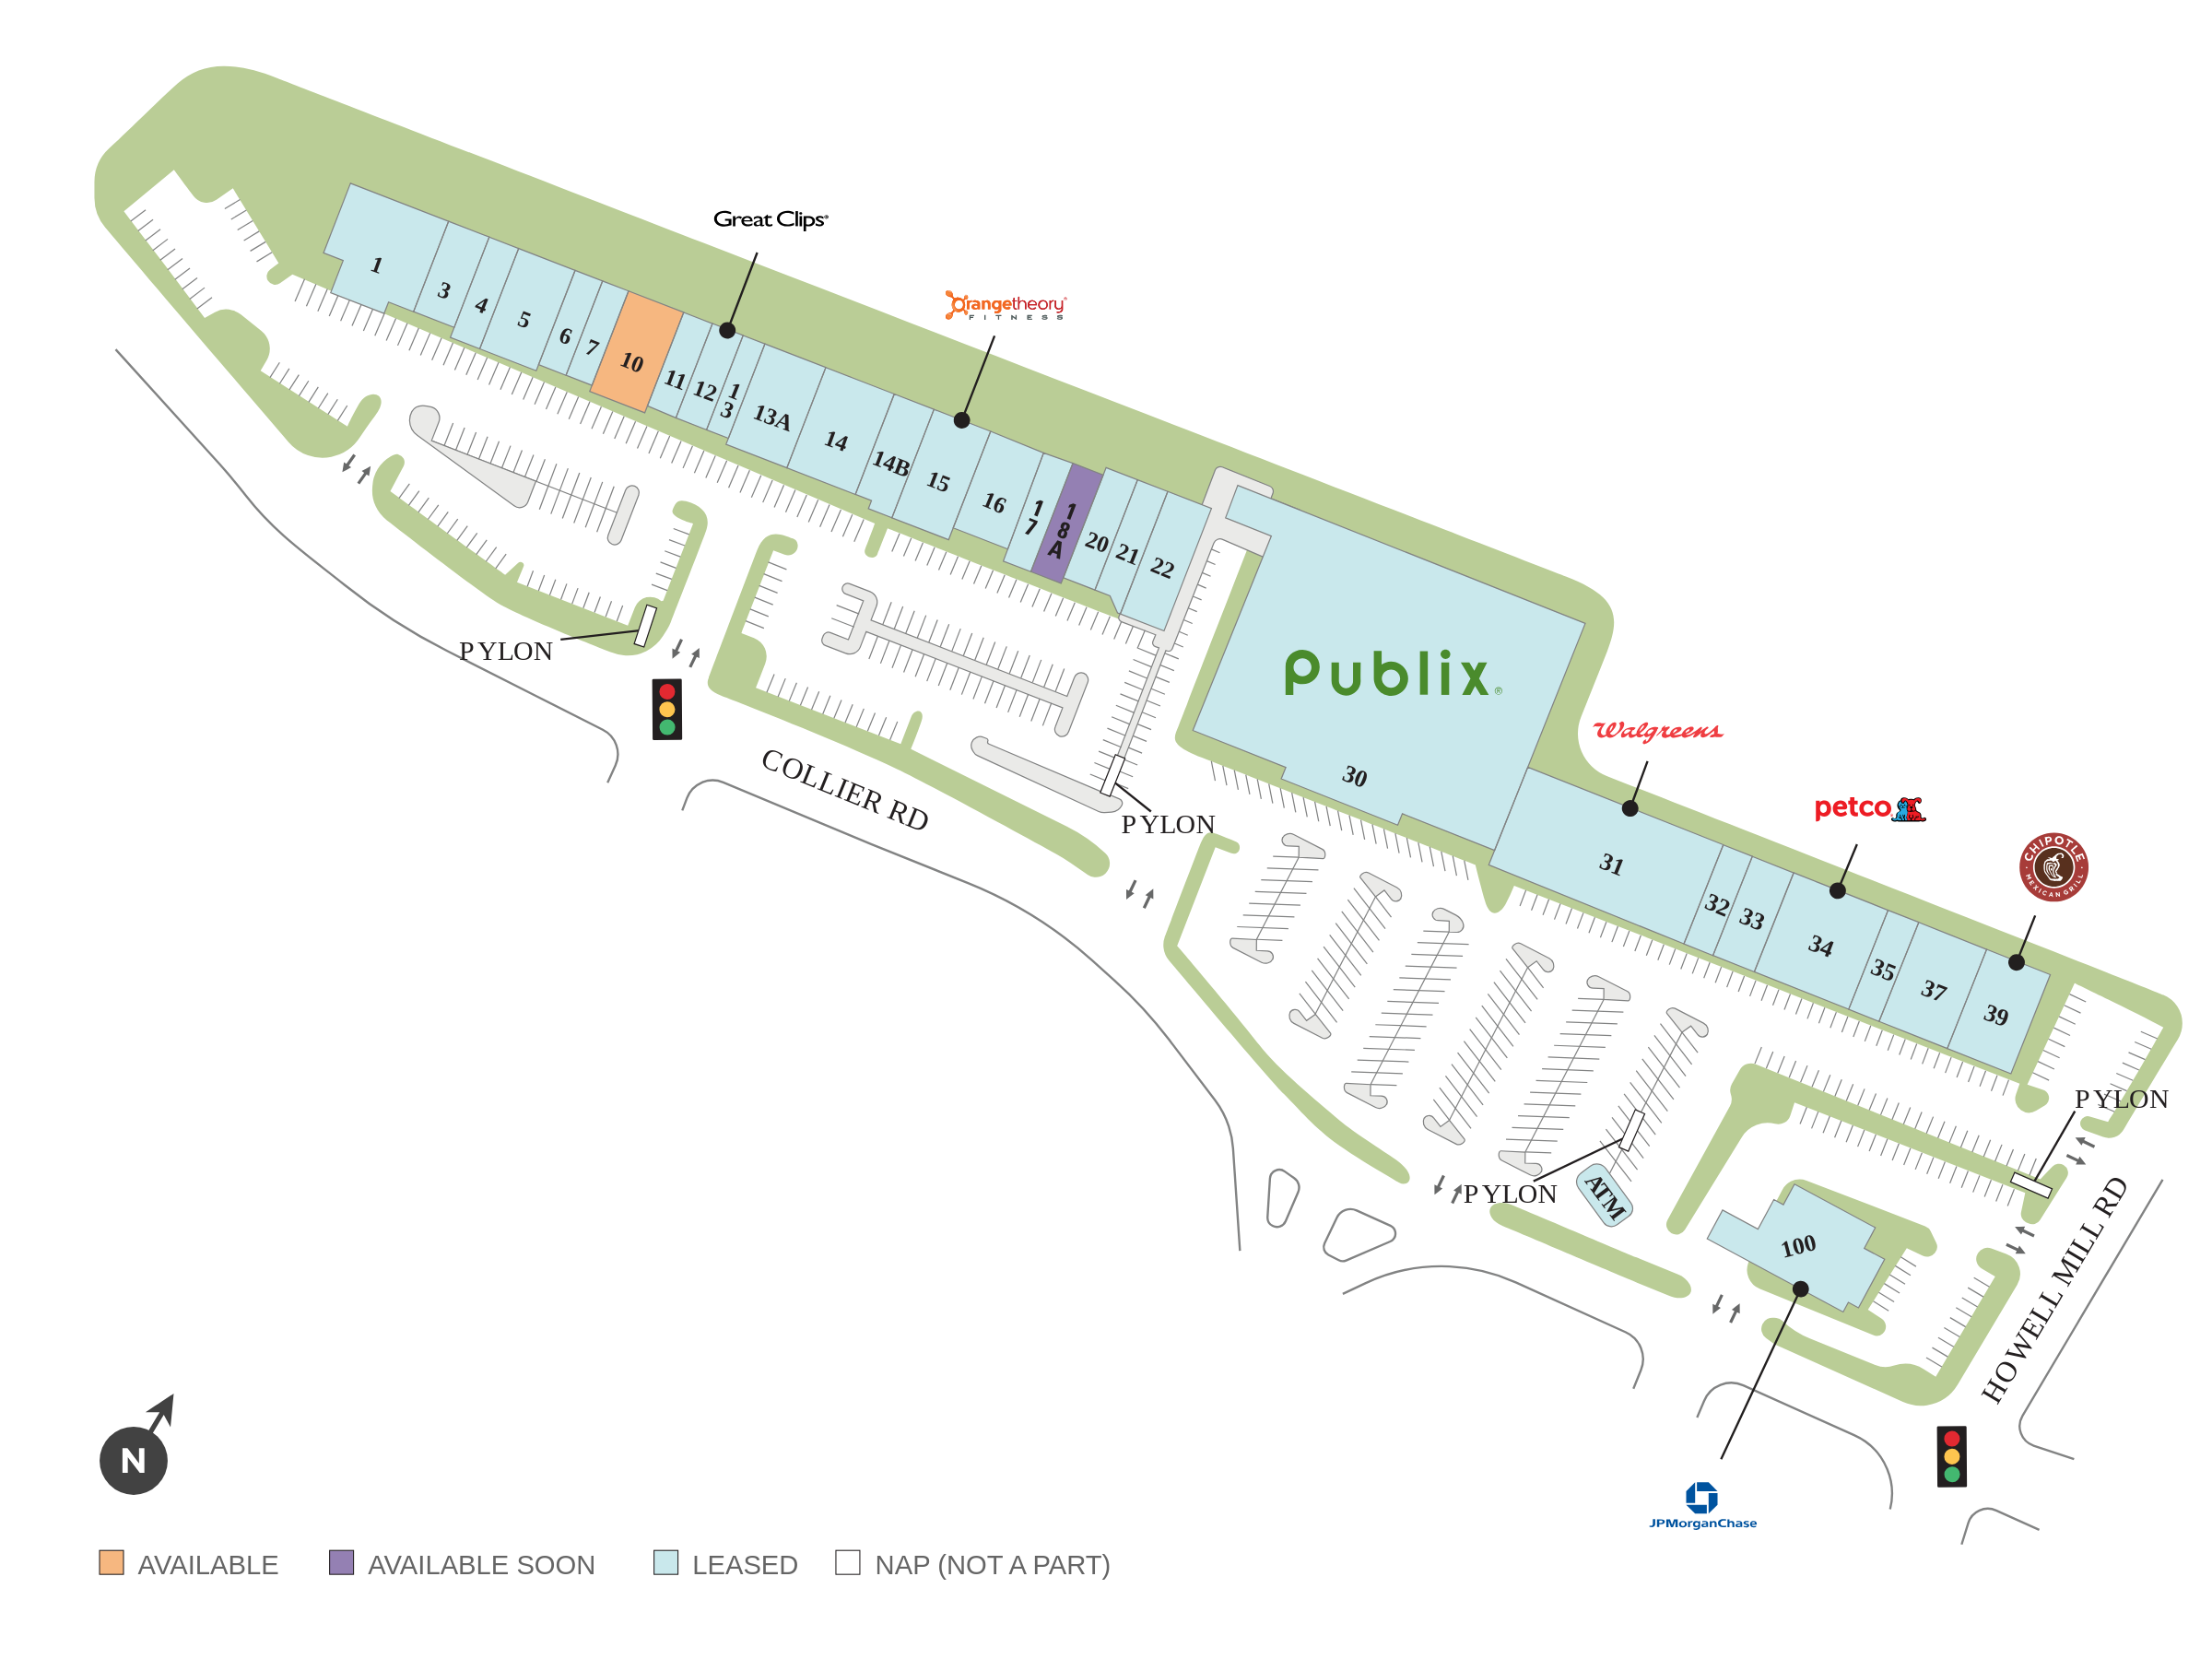 Great Clips®
Orangetheory®
FITNESS
1
3
4
5
6
7
10
11
12
13
13A
14
14B
15
16
17
18A
20
21
22
Publix®
30
Walgreens
31
32
33
petco
34
35
37
39
CHIPOTLE
MEXICAN GRILL
PYLON
PYLON
PYLON
PYLON
COLLIER RD
HOWELL MILL RD
ATM
100
JPMorganChase
N
AVAILABLE
AVAILABLE SOON
LEASED
NAP (NOT A PART)